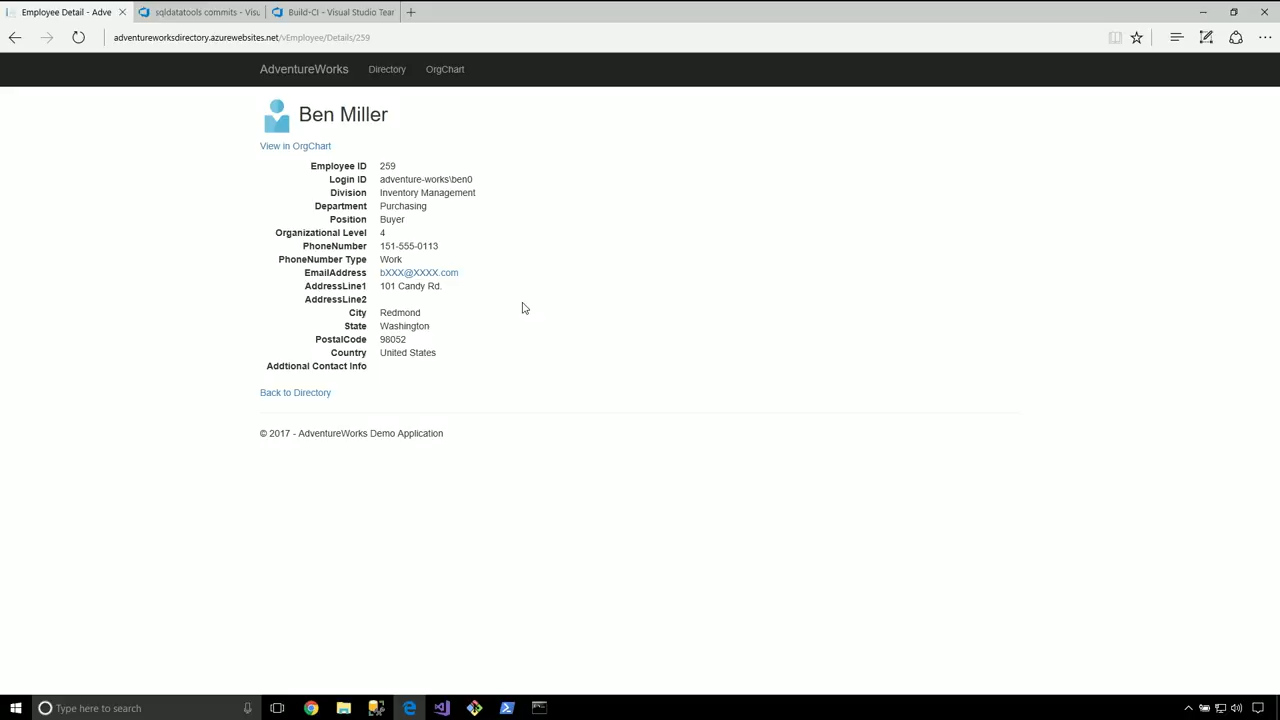 Employee Detail - Adve
sqldatatools commits - Visu
Build-CI - Visual Studio Tear
adventureworksdirectory.azurewebsites.net/vEmployee/Details/259
AdventureWorks Directory OrgChart
Ben Miller
View in OrgChart
Employee ID 259
Login ID adventure-works\ben0
Division Inventory Management
Department Purchasing
Position Buyer
Organizational Level 4
PhoneNumber 151-555-0113
PhoneNumber Type Work
EmailAddress bXXX@XXXX.com
AddressLine1 101 Candy Rd.
AddressLine2
City Redmond
State Washington
PostalCode 98052
Country United States
Addtional Contact Info
Back to Directory
© 2017 - AdventureWorks Demo Application
Type here to search